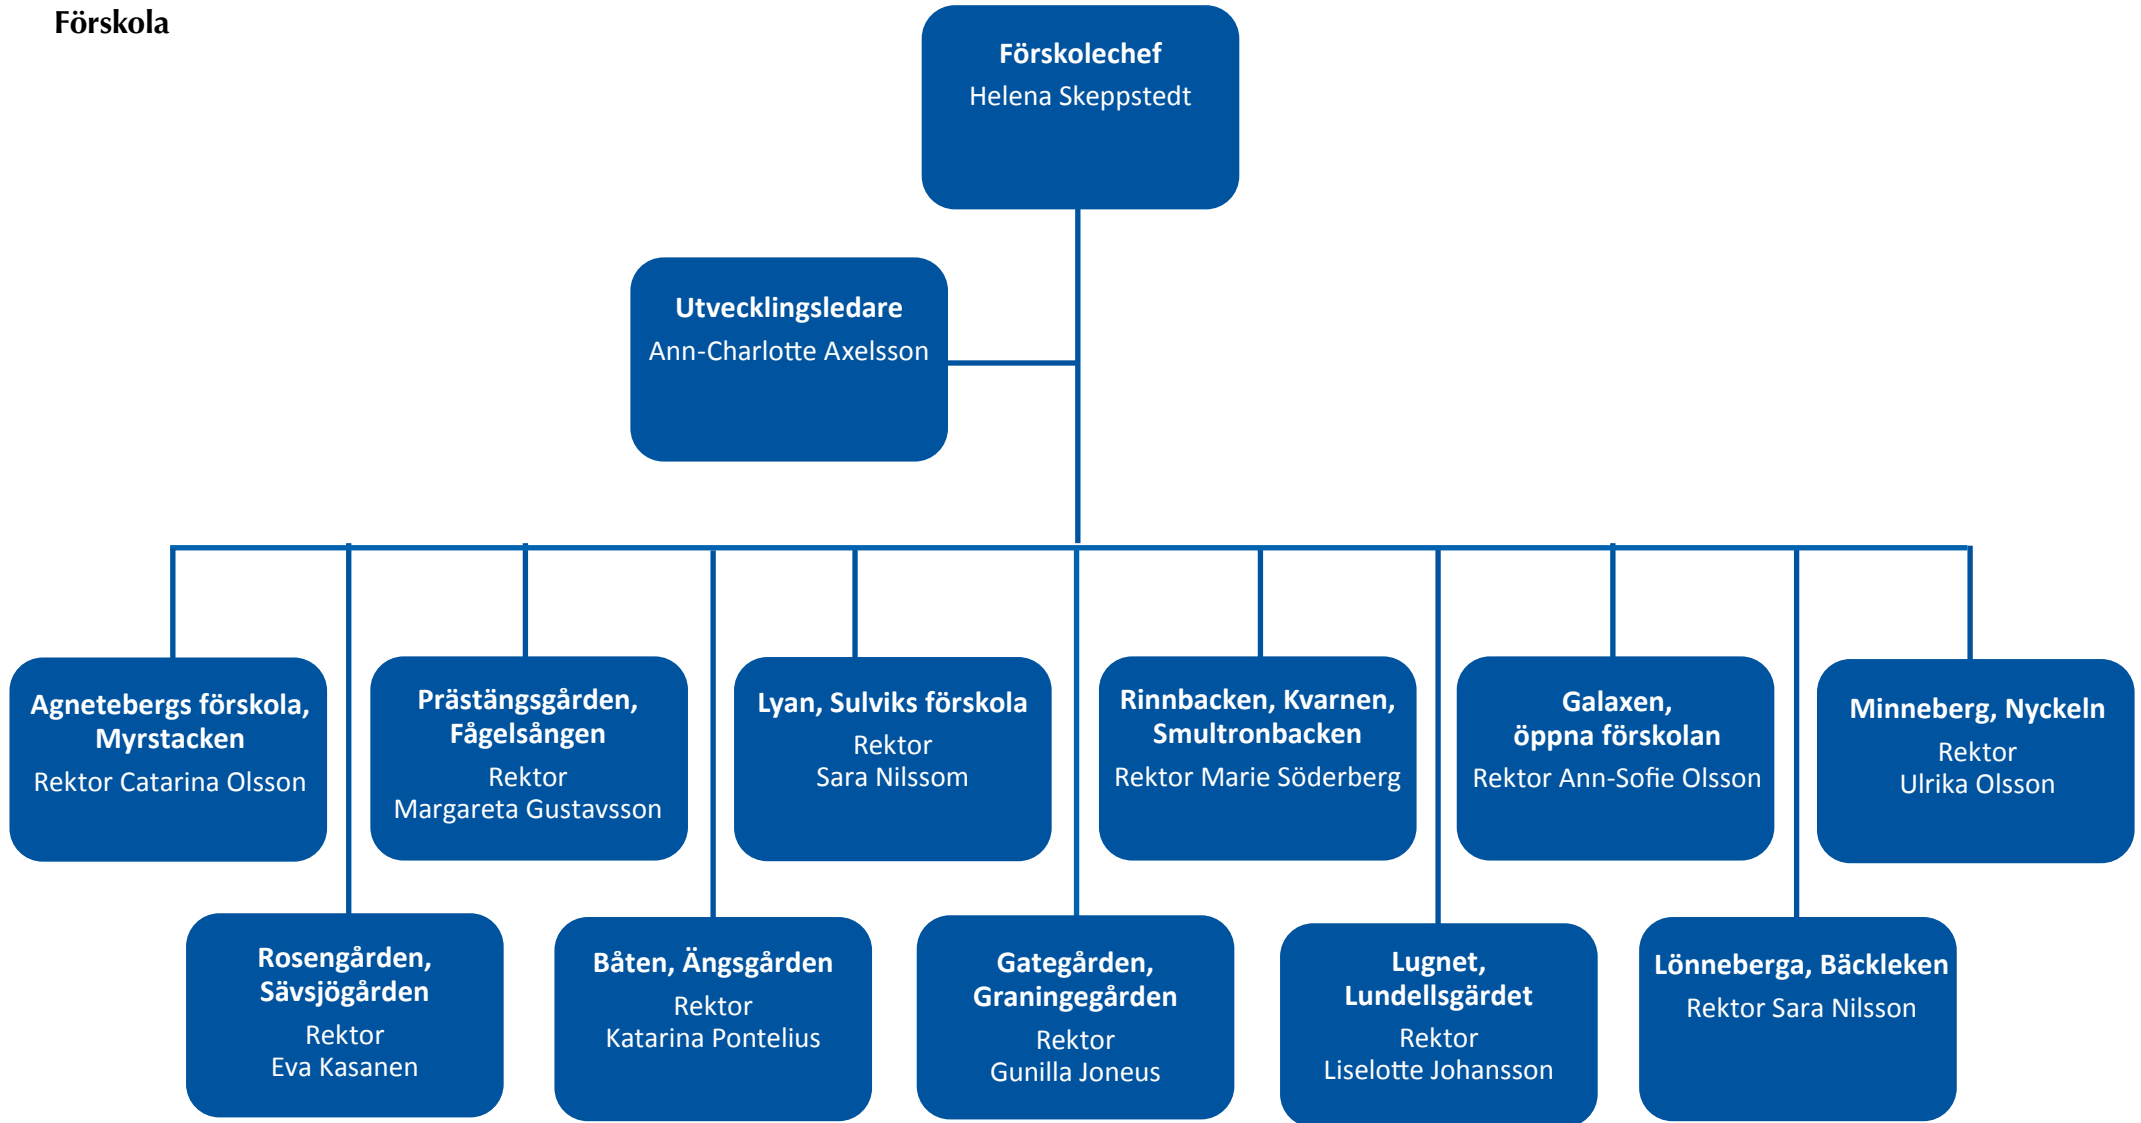 Förskola
Förskolechef
Helena Skeppstedt
Utvecklingsledare
Ann-Charlotte Axelsson
Agnetebergs förskola,
Myrstacken
Rektor Catarina Olsson
Prästängsgården,
Fågelsången
Rektor
Margareta Gustavsson
Lyan, Sulviks förskola
Rektor
Sara Nilssom
Rinnbacken, Kvarnen,
Smultronbacken
Rektor Marie Söderberg
Galaxen,
öppna förskolan
Rektor Ann-Sofie Olsson
Minneberg, Nyckeln
Rektor
Ulrika Olsson
Rosengården,
Sävsjögården
Rektor
Eva Kasanen
Båten, Ängsgården
Rektor
Katarina Pontelius
Gategården,
Graningegården
Rektor
Gunilla Joneus
Lugnet,
Lundellsgärdet
Rektor
Liselotte Johansson
Lönneberga, Bäckleken
Rektor Sara Nilsson